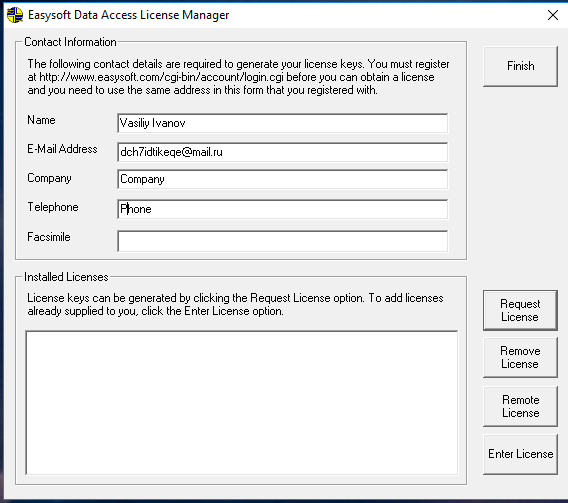 Easysoft Data Access License Manager
Contact Information
The following contact details are required to generate your license keys. You must register
at http://www.easysoft.com/cgi-bin/account/login.cgi before you can obtain a license
and you need to use the same address in this form that you registered with.
Finish
Name
Vasiliy Ivanov
E-Mail Address
dch7idtikeqe@mail.ru
Company
Company
Telephone
Phone
Facsimile
Installed Licenses
License keys can be generated by clicking the Request License option. To add licenses
already supplied to you, click the Enter License option.
Request
License
Remove
License
Remote
License
Enter License